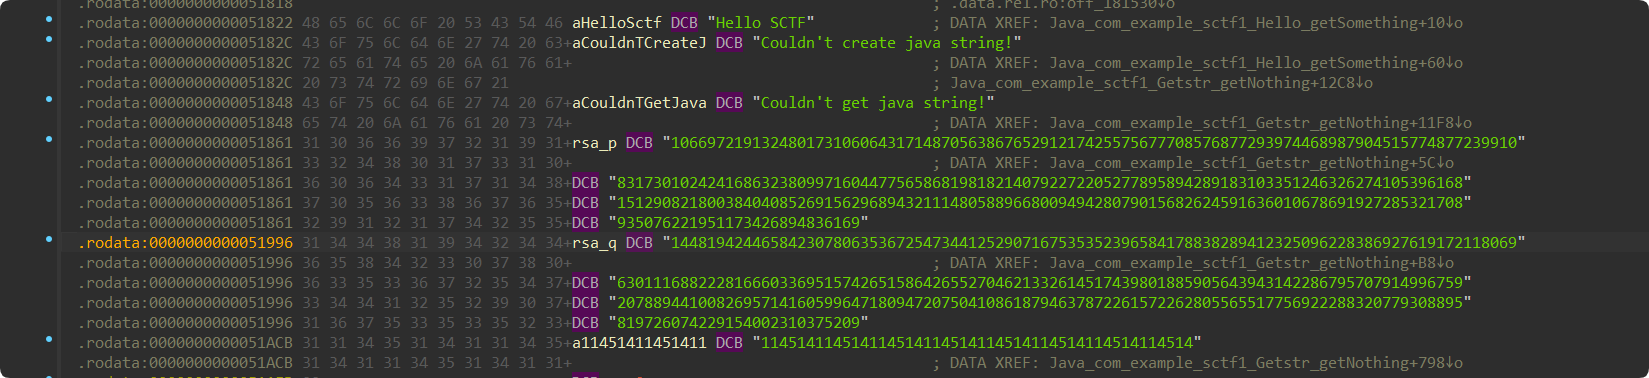 .rodata:0000000000051818 ; .data.rel.ro:off_181530↓o
.rodata:0000000000051822 48 65 6C 6C 6F 20 53 43 54 46 aHelloSctf DCB "Hello SCTF" ; DATA XREF: Java_com_example_sctf1_Hello_getSomething+10↓o
.rodata:000000000005182C 43 6F 75 6C 64 6E 27 74 20 63+aCouldnTCreateJ DCB "Couldn't create java string!"
.rodata:000000000005182C 72 65 61 74 65 20 6A 61 76 61+ ; DATA XREF: Java_com_example_sctf1_Hello_getSomething+60↓o
.rodata:000000000005182C 20 73 74 72 69 6E 67 21 ; Java_com_example_sctf1_Getstr_getNothing+12C8↓o
.rodata:0000000000051848 43 6F 75 6C 64 6E 27 74 20 67+aCouldnTGetJava DCB "Couldn't get java string!"
.rodata:0000000000051848 65 74 20 6A 61 76 61 20 73 74+ ; DATA XREF: Java_com_example_sctf1_Getstr_getNothing+11F8↓o
.rodata:0000000000051861 31 30 36 36 39 37 32 31 39 31+rsa_p DCB "106697219132480173106064317148705638676529121742557567770857687729397446898790451577487723991083173010242416863238099716044775658681981821407922722052778958942891831033512463262741053961681512908218003840408526915629689432111480588966800949428079015682624591636010678691927285321708"
.rodata:0000000000051861 33 32 34 38 30 31 37 33 31 30+ ; DATA XREF: Java_com_example_sctf1_Getstr_getNothing+5C↓o
.rodata:0000000000051861 36 30 36 34 33 31 37 31 34 38+DCB "8317301024241686323809971604477565868198182140792272205277895894289183103351246326274105396168"
.rodata:0000000000051861 37 30 35 36 33 38 36 37 36 35+DCB "1512908218003840408526915629689432111480588966800949428079015682624591636010678691927285321708"
.rodata:0000000000051861 32 39 31 32 31 37 34 32 35 35+DCB "935076221951173426894836169"
.rodata:0000000000051996 31 34 34 38 31 39 34 32 34 34+rsa_q DCB "144819424465842307806353672547344125290716753535239658417883828941232509622838692761917211806963011"
.rodata:0000000000051996 36 35 38 34 32 33 30 37 38 30+ ; DATA XREF: Java_com_example_sctf1_Getstr_getNothing+B8↓o
.rodata:0000000000051996 36 33 35 33 36 37 32 35 34 37+DCB "6301116882228166603369515742651586426552704621332614517439801885905643943142286795707914996759"
.rodata:0000000000051996 33 34 34 31 32 35 32 39 30 37+DCB "2078894410082695714160599647180947207504108618794637872261572262805565517756922288320779308895"
.rodata:0000000000051996 31 36 37 35 33 35 33 35 32 33+DCB "819726074229154002310375209"
.rodata:0000000000051ACB 31 31 34 35 31 34 31 31 34 35+a11451411451411 DCB "11451411451411451411451411451411451411451411454"
.rodata:0000000000051ACB 34 31 31 34 35 31 34 31 31+ ; DATA XREF: Java_com_example_sctf1_Getstr_getNothing+798↓o